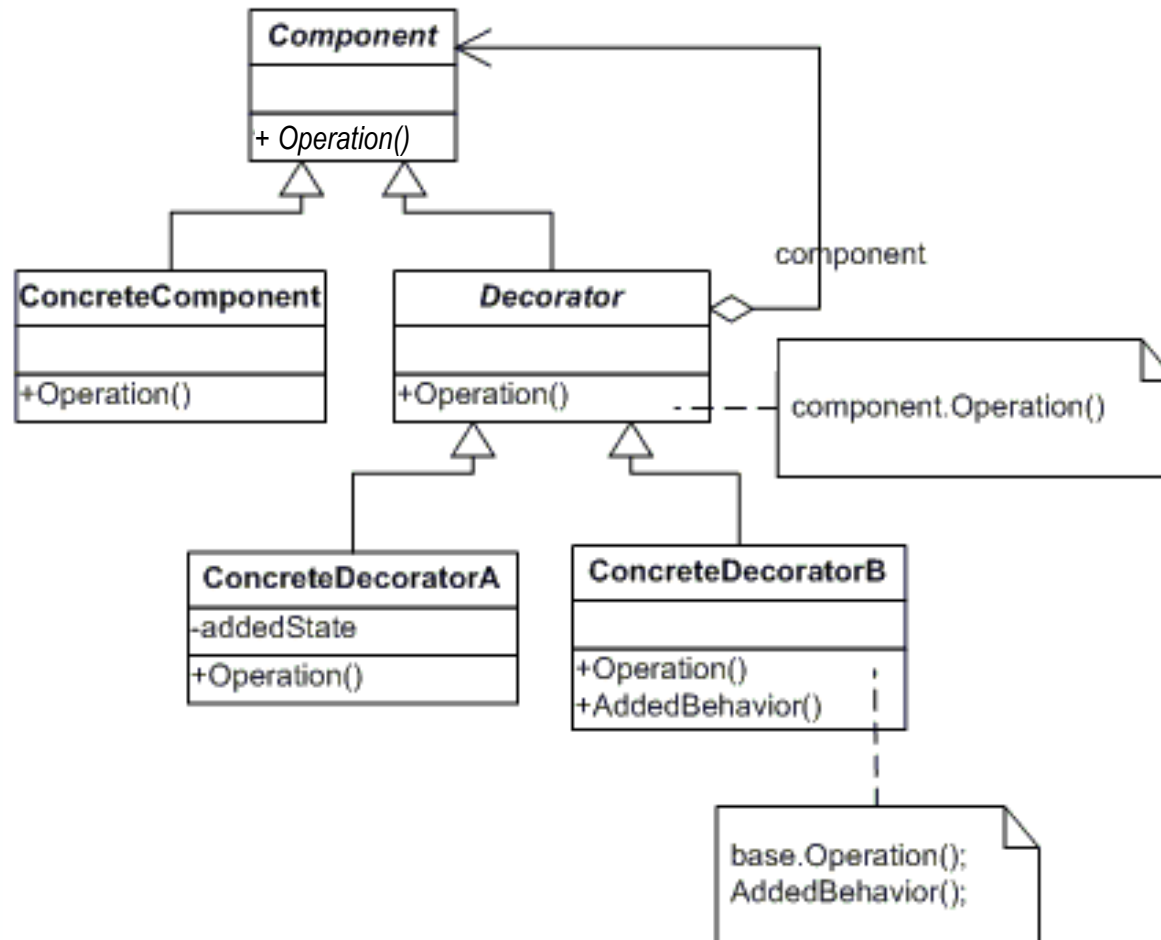 Component
+ Operation()
component
ConcreteComponent
+Operation()
Decorator
+Operation()
component.Operation()
ConcreteDecoratorA
-addedState
+Operation()
ConcreteDecoratorB
+Operation()
+AddedBehavior()
base.Operation();
AddedBehavior();